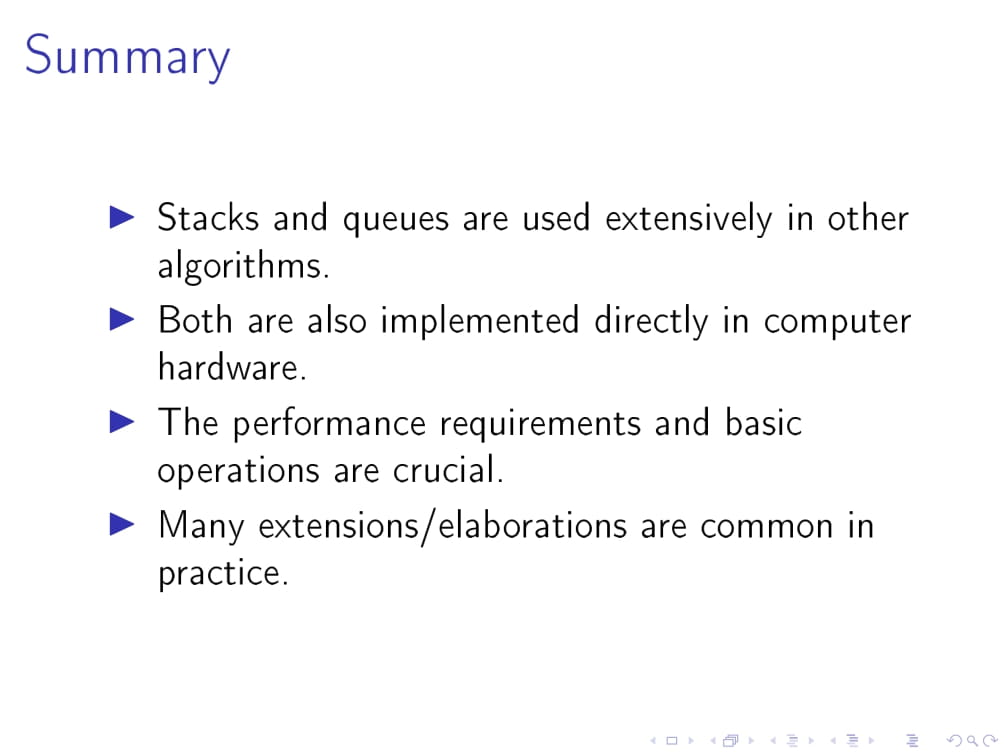 Summary
Stacks and queues are used extensively in other
algorithms.
Both are also implemented directly in computer
hardware.
The performance requirements and basic
operations are crucial.
Many extensions/elaborations are common in
practice.